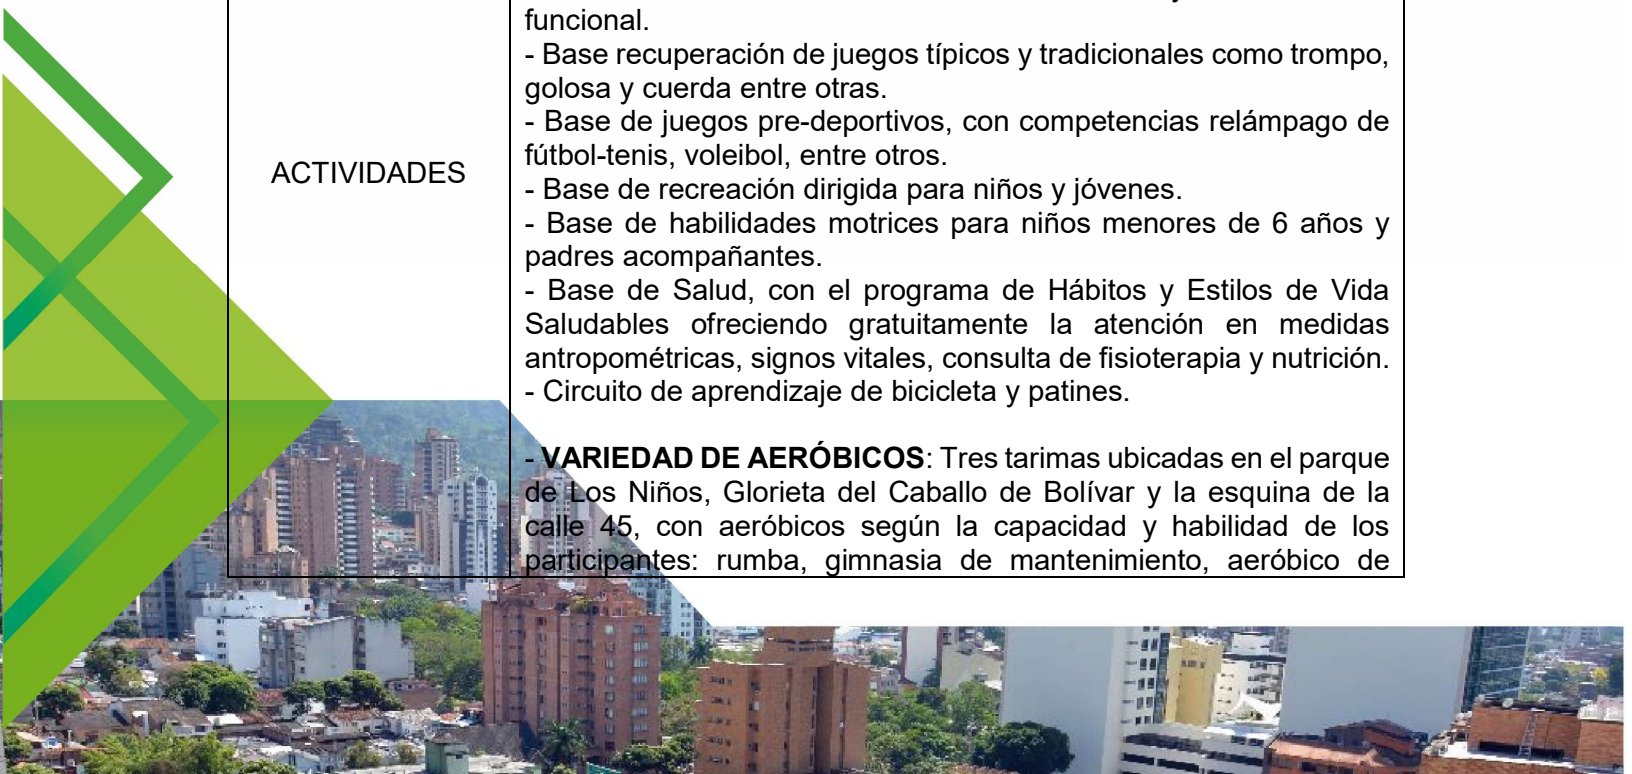 funcional.
- Base recuperación de juegos típicos y tradicionales como trompo,
golosa y cuerda entre otras.
- Base de juegos pre-deportivos, con competencias relámpago de
fútbol-tenis, voleibol, entre otros.
ACTIVIDADES
- Base de recreación dirigida para niños y jóvenes.
- Base de habilidades motrices para niños menores de 6 años y
padres acompañantes.
- Base de Salud, con el programa de Hábitos y Estilos de Vida
Saludables ofreciendo gratuitamente la atención en medidas
antropométricas, signos vitales, consulta de fisioterapia y nutrición.
- Circuito de aprendizaje de bicicleta y patines.
- VARIEDAD DE AERÓBICOS: Tres tarimas ubicadas en el parque
de Los Niños, Glorieta del Caballo de Bolívar y la esquina de la
calle 45, con aeróbicos según la capacidad y habilidad de los
participantes: rumba, gimnasia de mantenimiento, aeróbico de